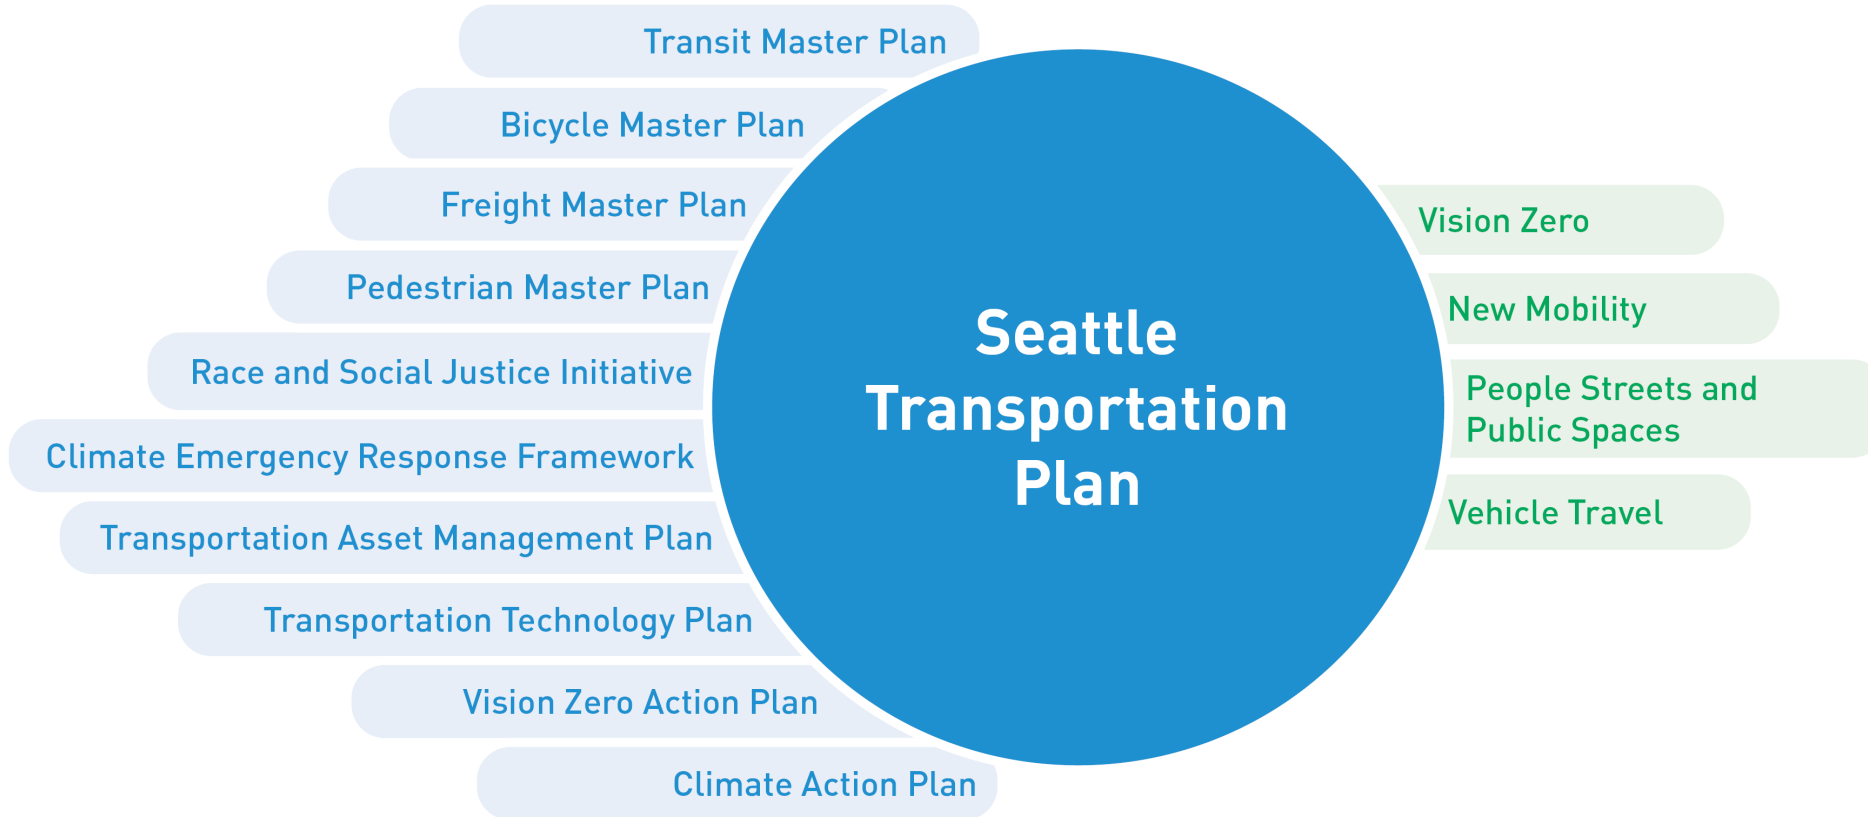 Transit Master Plan
Bicycle Master Plan
Freight Master Plan
Pedestrian Master Plan
Race and Social Justice Initiative
Climate Emergency Response Framework
Transportation Asset Management Plan
Transportation Technology Plan
Vision Zero Action Plan
Climate Action Plan
Seattle
Transportation
Plan
Vision Zero
New Mobility
People Streets and
Public Spaces
Vehicle Travel